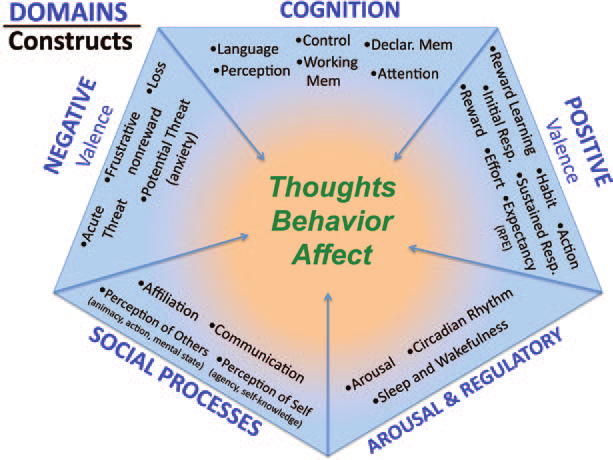 DOMAINS
Constructs
COGNITION
•Language
•Control
•Declar. Mem
•Perception
•Working
Mem
•Attention
NEGATIVE
Valence
•Loss
•Frustrative
nonreward
•Potential Threat
(anxiety)
•Acute
Threat
POSITIVE
Valence
•Reward Learning
•Initial Resp.
•Reward
•Habit
•Sustained Resp.
•Effort
•Action
•Expectancy
(RPE)
Thoughts
Behavior
Affect
SOCIAL PROCESSES
•Affiliation
•Perception of Others
(animacy, action, mental state)
•Communication
•Perception of Self
(agency, self-knowledge)
AROUSAL & REGULATORY
•Circadian Rhythm
•Arousal
•Sleep and Wakefulness